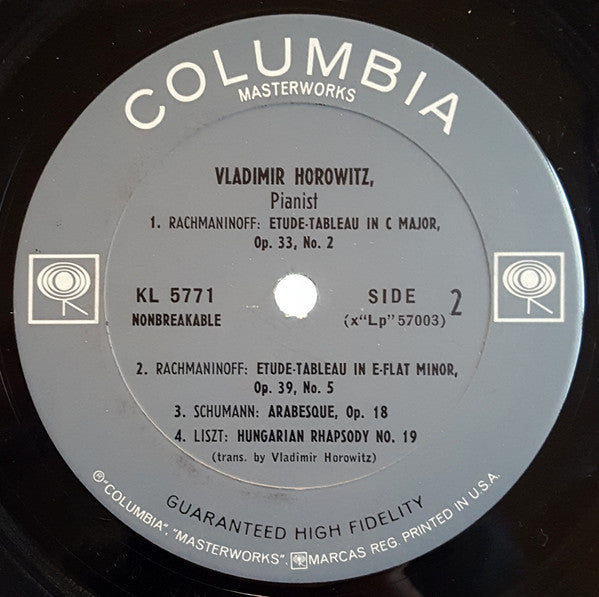 COLUMBIA
MASTERWORKS
VLADIMIR HOROWITZ,
Pianist
1. RACHMANINOFF: ETUDE-TABLEAU IN C MAJOR,
Op. 33, No. 2
KL 5771
NONBREAKABLE
SIDE 2
(x"Lp"57003)
2. RACHMANINOFF: ETUDE-TABLEAU IN E-FLAT MINOR,
Op. 39, No. 5
3. SCHUMANN: ARABESQUE, Op. 18
4. LISZT: HUNGARIAN RHAPSODY NO. 19
(trans. by Vladimir Horowitz)
GUARANTEED HIGH FIDELITY
®"COLUMBIA", "MASTERWORKS", MARCAS REG. PRINTED IN U.S.A.